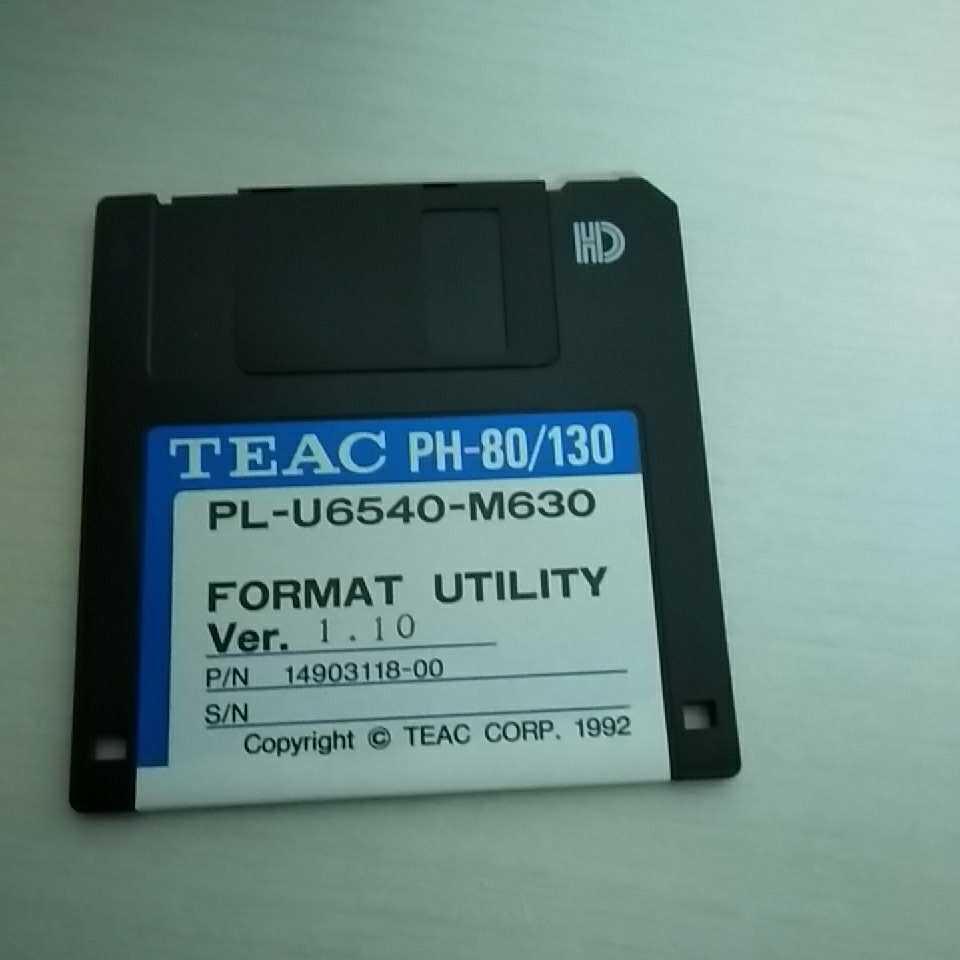 HD
TEAC PH-80/130
PL-U6540-M630
FORMAT UTILITY
Ver. 1.10
P/N 14903118-00
S/N
Copyright © TEAC CORP. 1992